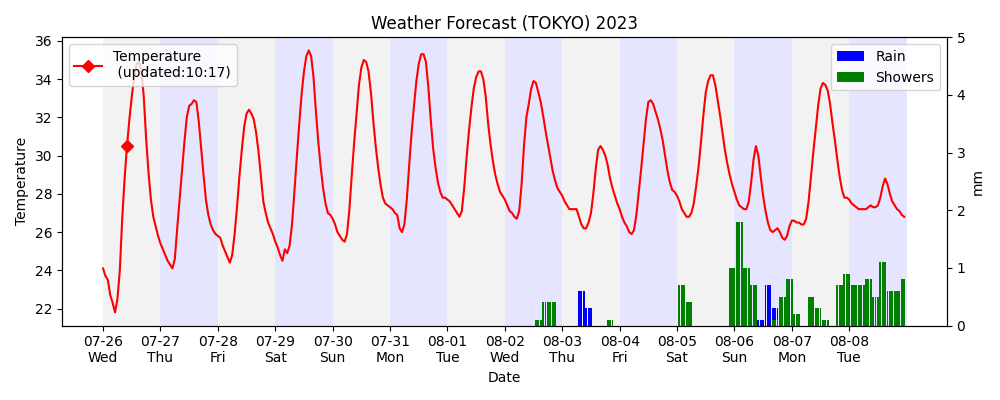 Weather Forecast (TOKYO) 2023
Temperature
(updated:10:17)
Rain
Showers
Temperature
36
34
32
30
28
26
24
22
5
4
3
2
1
0
mm
07-26 07-27 07-28 07-29 07-30 07-31 08-01 08-02 08-03 08-04 08-05 08-06 08-07 08-08
Wed Thu Fri Sat Sun Mon Tue Wed Thu Fri Sat Sun Mon Tue
Date